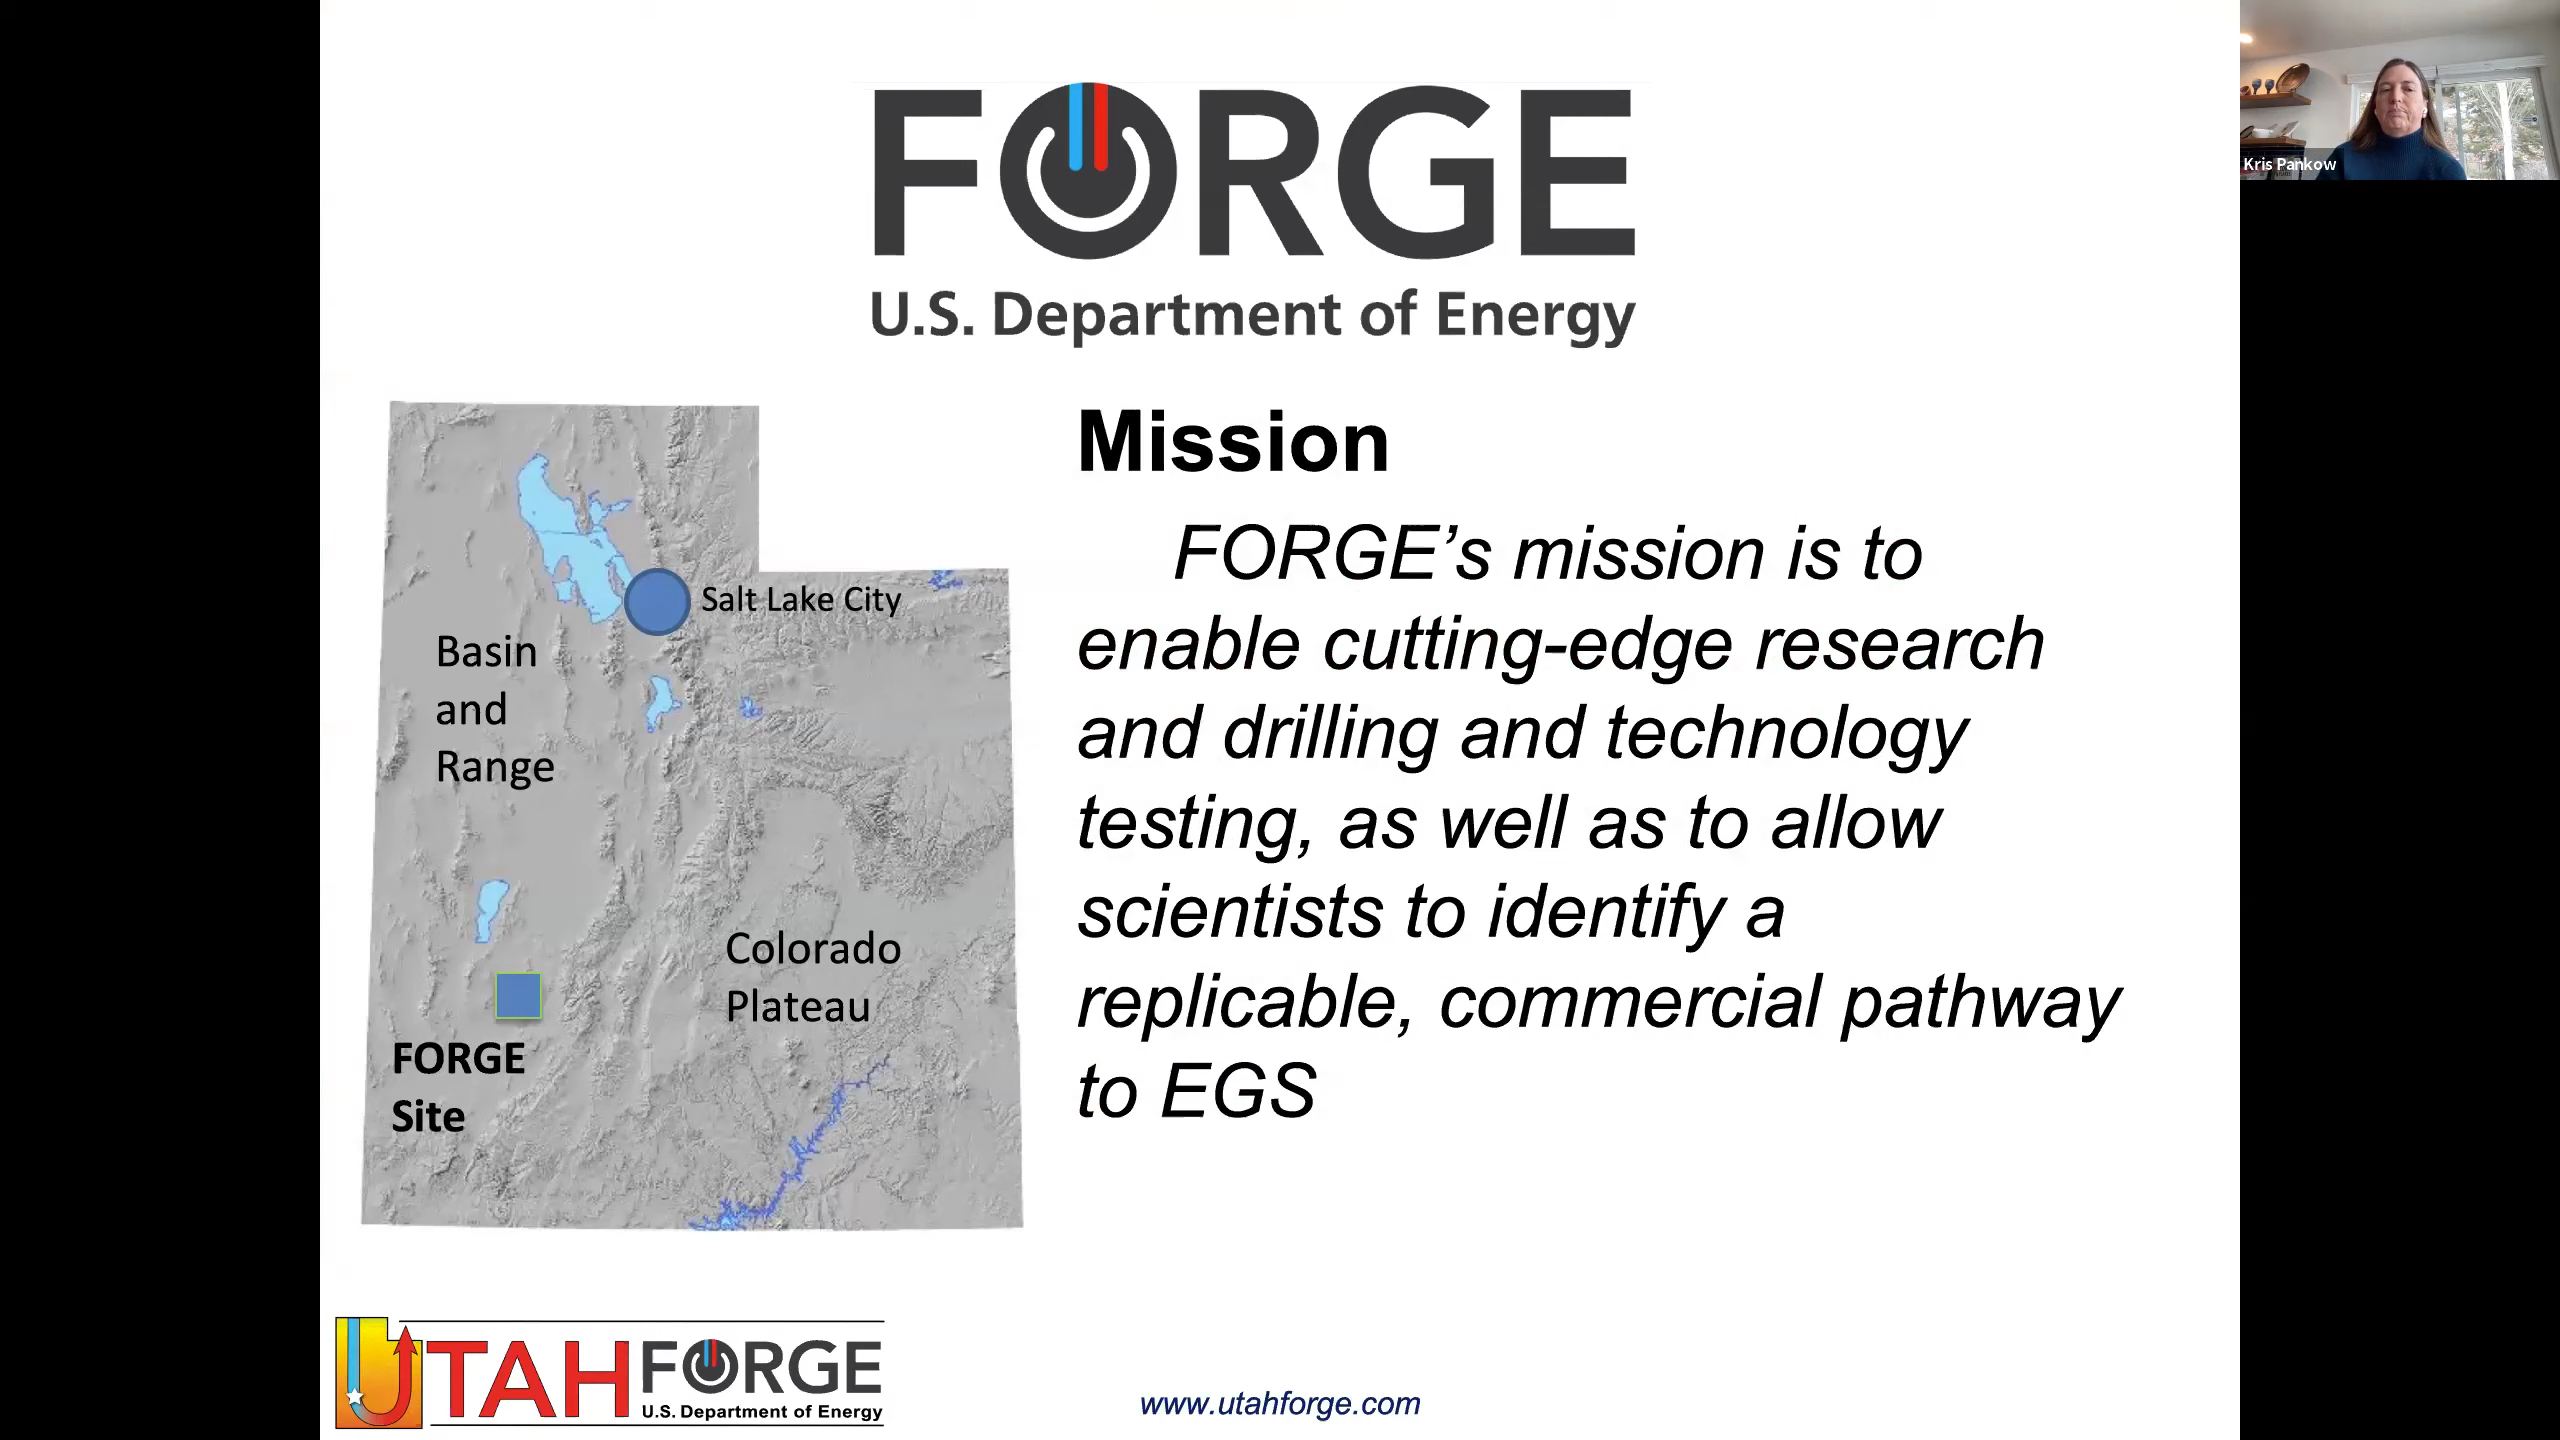 FORGE
U.S. Department of Energy
Kris Pankow
Mission
FORGE’s mission is to
enable cutting-edge research
and drilling and technology
testing, as well as to allow
scientists to identify a
replicable, commercial pathway
to EGS
Salt Lake City
Basin
and
Range
Colorado
Plateau
FORGE
Site
UTAH FORGE
U.S. Department of Energy
www.utahforge.com